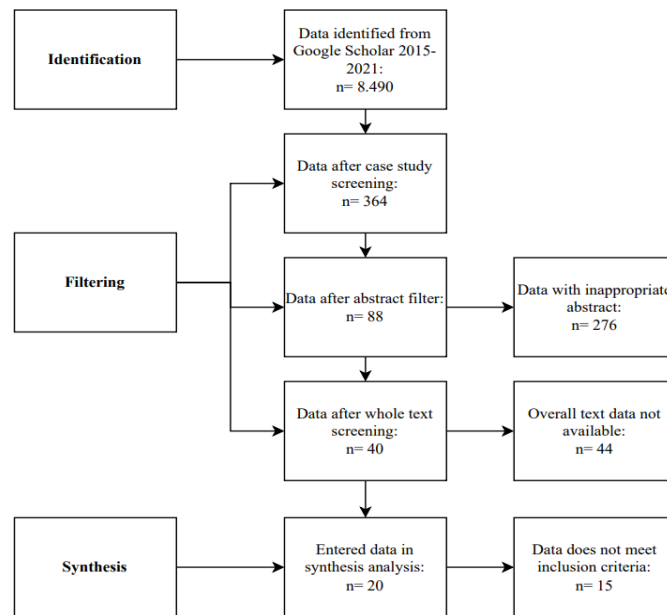 Identification
Data identified from
Google Scholar 2015-
2021:
n= 8.490
Data after case study
screening:
n= 364
Filtering
Data after abstract filter:
n= 88
Data with inappropriate
abstract:
n= 276
Data after whole text
screening:
n= 40
Overall text data not
available:
n= 44
Synthesis
Entered data in
synthesis analysis:
n= 20
Data does not meet
inclusion criteria:
n= 15